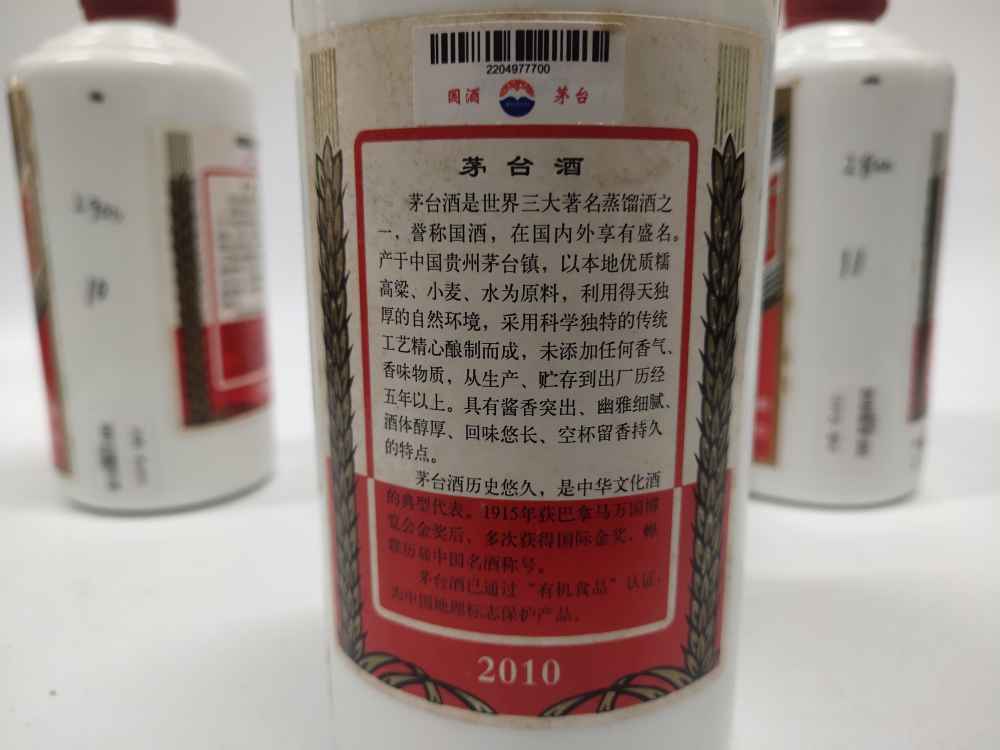 2204977700
国酒 茅台
茅台酒
茅台酒是世界三大著名蒸馏酒之
一，誉称国酒，在国内外享有盛名。
产于中国贵州茅台镇，以本地优质糯
高粱、小麦、水为原料，利用得天独
厚的自然环境，采用科学独特的传统
工艺精心酿制而成，未添加任何香气、
香味物质，从生产、贮存到出厂历经
五年以上。具有酱香突出、幽雅细腻、
酒体醇厚、回味悠长、空杯留香持久
的特点。
茅台酒历史悠久，是中华文化酒
的典型代表。1915年获巴拿马万国博
览会金奖后，多次获得国际金奖，蝉
联历届中国名酒称号。
茅台酒已通过“有机食品”认证，
为中国地理标志保护产品。
2010